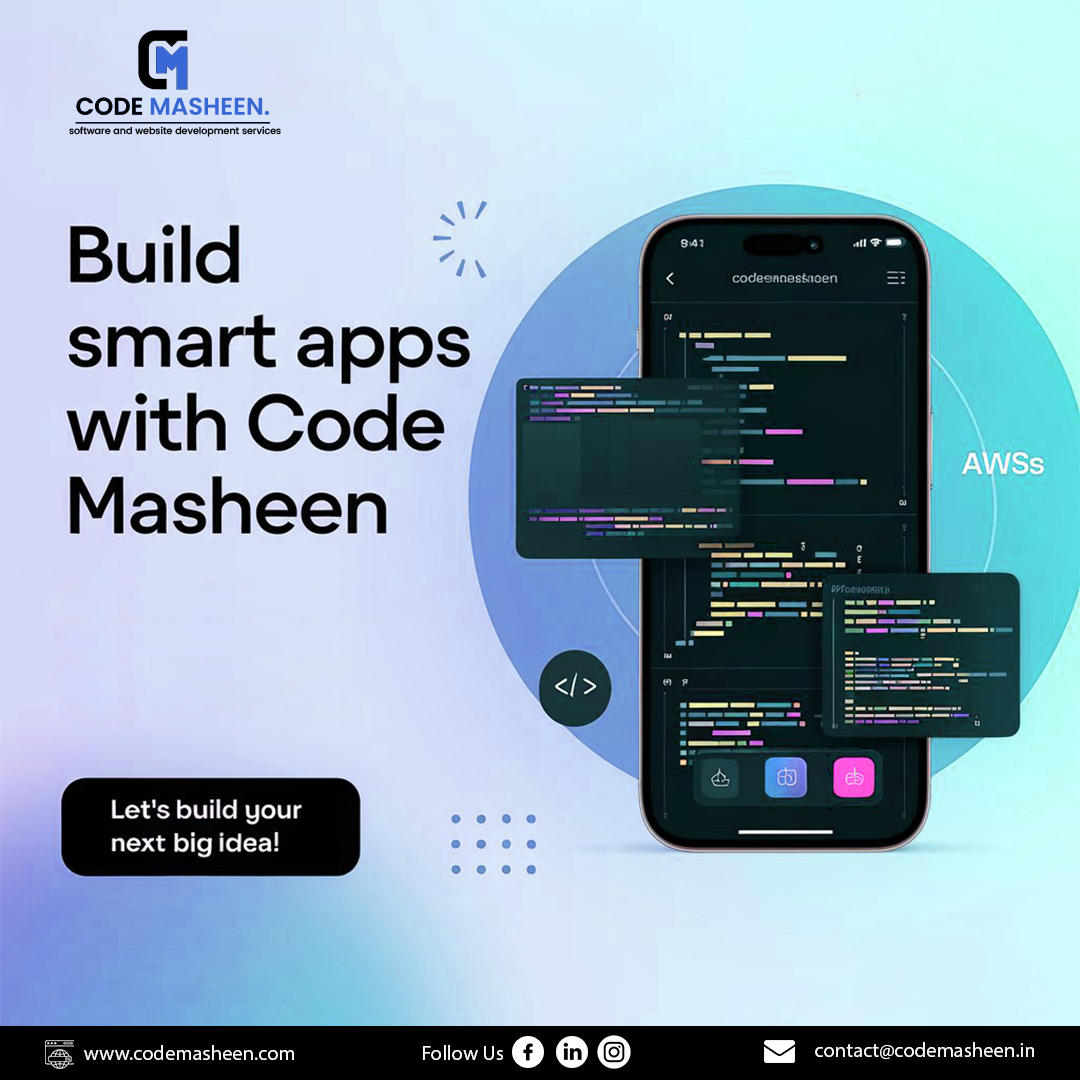 CM
CODE MASHEEN.
software and website development services
Build
smart apps
with Code
Masheen
9:41
AWSs
</>
Let's build your
next big idea!
www.codemasheen.com
Follow Us
contact@codemasheen.in